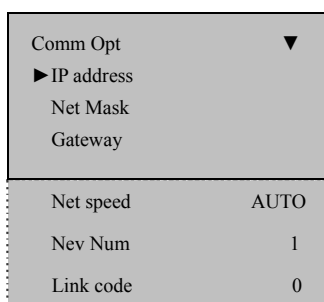 Comm Opt ▼
►IP address
Net Mask
Gateway
Net speed AUTO
Nev Num 1
Link code 0